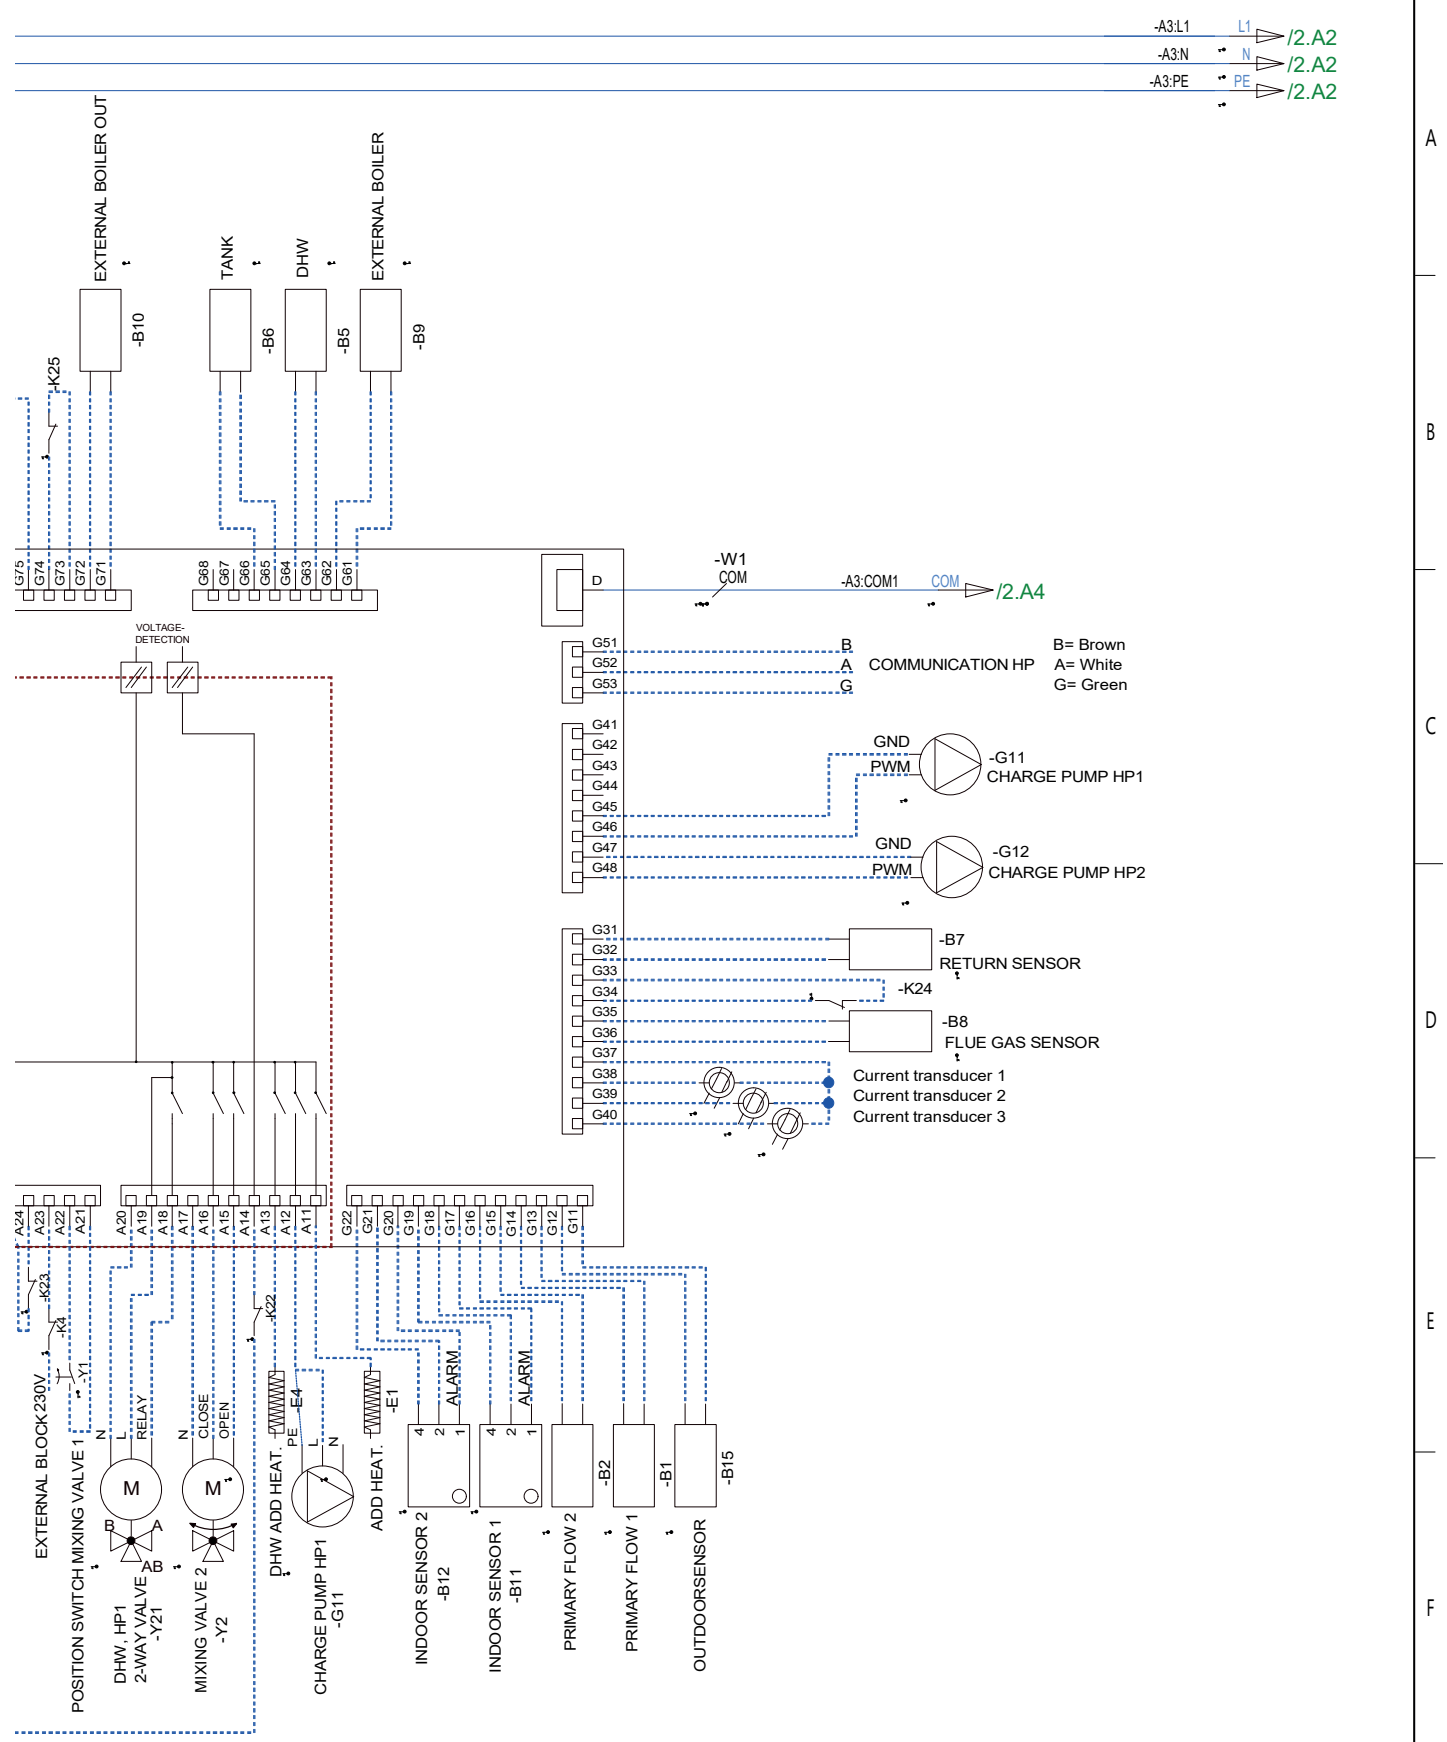 -A3:L1 L1 /2.A2
-A3:N N /2.A2
-A3:PE PE /2.A2
A
EXTERNAL BOILER OUT
TANK
DHW
EXTERNAL BOILER
-B10
-B6
-B5
-B9
-K25
B
G75
G74
G73
G72
G71
G68
G67
G66
G65
G64
G63
G62
G61
D
-W1
COM
-A3:COM1 COM /2.A4
VOLTAGE-
DETECTION
G51
G52
G53
B
A
G
COMMUNICATION HP
B= Brown
A= White
G= Green
C
G41
G42
G43
G44
G45
G46
G47
G48
GND
PWM
-G11
CHARGE PUMP HP1
GND
PWM
-G12
CHARGE PUMP HP2
G31
G32
G33
G34
G35
G36
G37
G38
G39
G40
-B7
RETURN SENSOR
-K24
-B8
FLUE GAS SENSOR
Current transducer 1
Current transducer 2
Current transducer 3
D
A24
A23
A22
A21
A20
A19
A18
A17
A16
A15
A14
A13
A12
A11
G22
G21
G20
G19
G18
G17
G16
G15
G14
G13
G12
G11
E
-K23
-K4
-Y1
-K22
230V
EXTERNAL BLOCK
POSITION SWITCH MIXING VALVE 1
N
L
RELAY
M
B
A
AB
DHW, HP1
2-WAY VALVE
-Y21
N
CLOSE
OPEN
M
MIXING VALVE 2
-Y2
-E4
DHW ADD HEAT.
PE
L
N
CHARGE PUMP HP1
-G11
-E1
ADD HEAT.
ALARM
4
2
1
INDOOR SENSOR 2
-B12
ALARM
4
2
1
INDOOR SENSOR 1
-B11
-B2
PRIMARY FLOW 2
-B1
PRIMARY FLOW 1
-B15
OUTDOORSENSOR
F